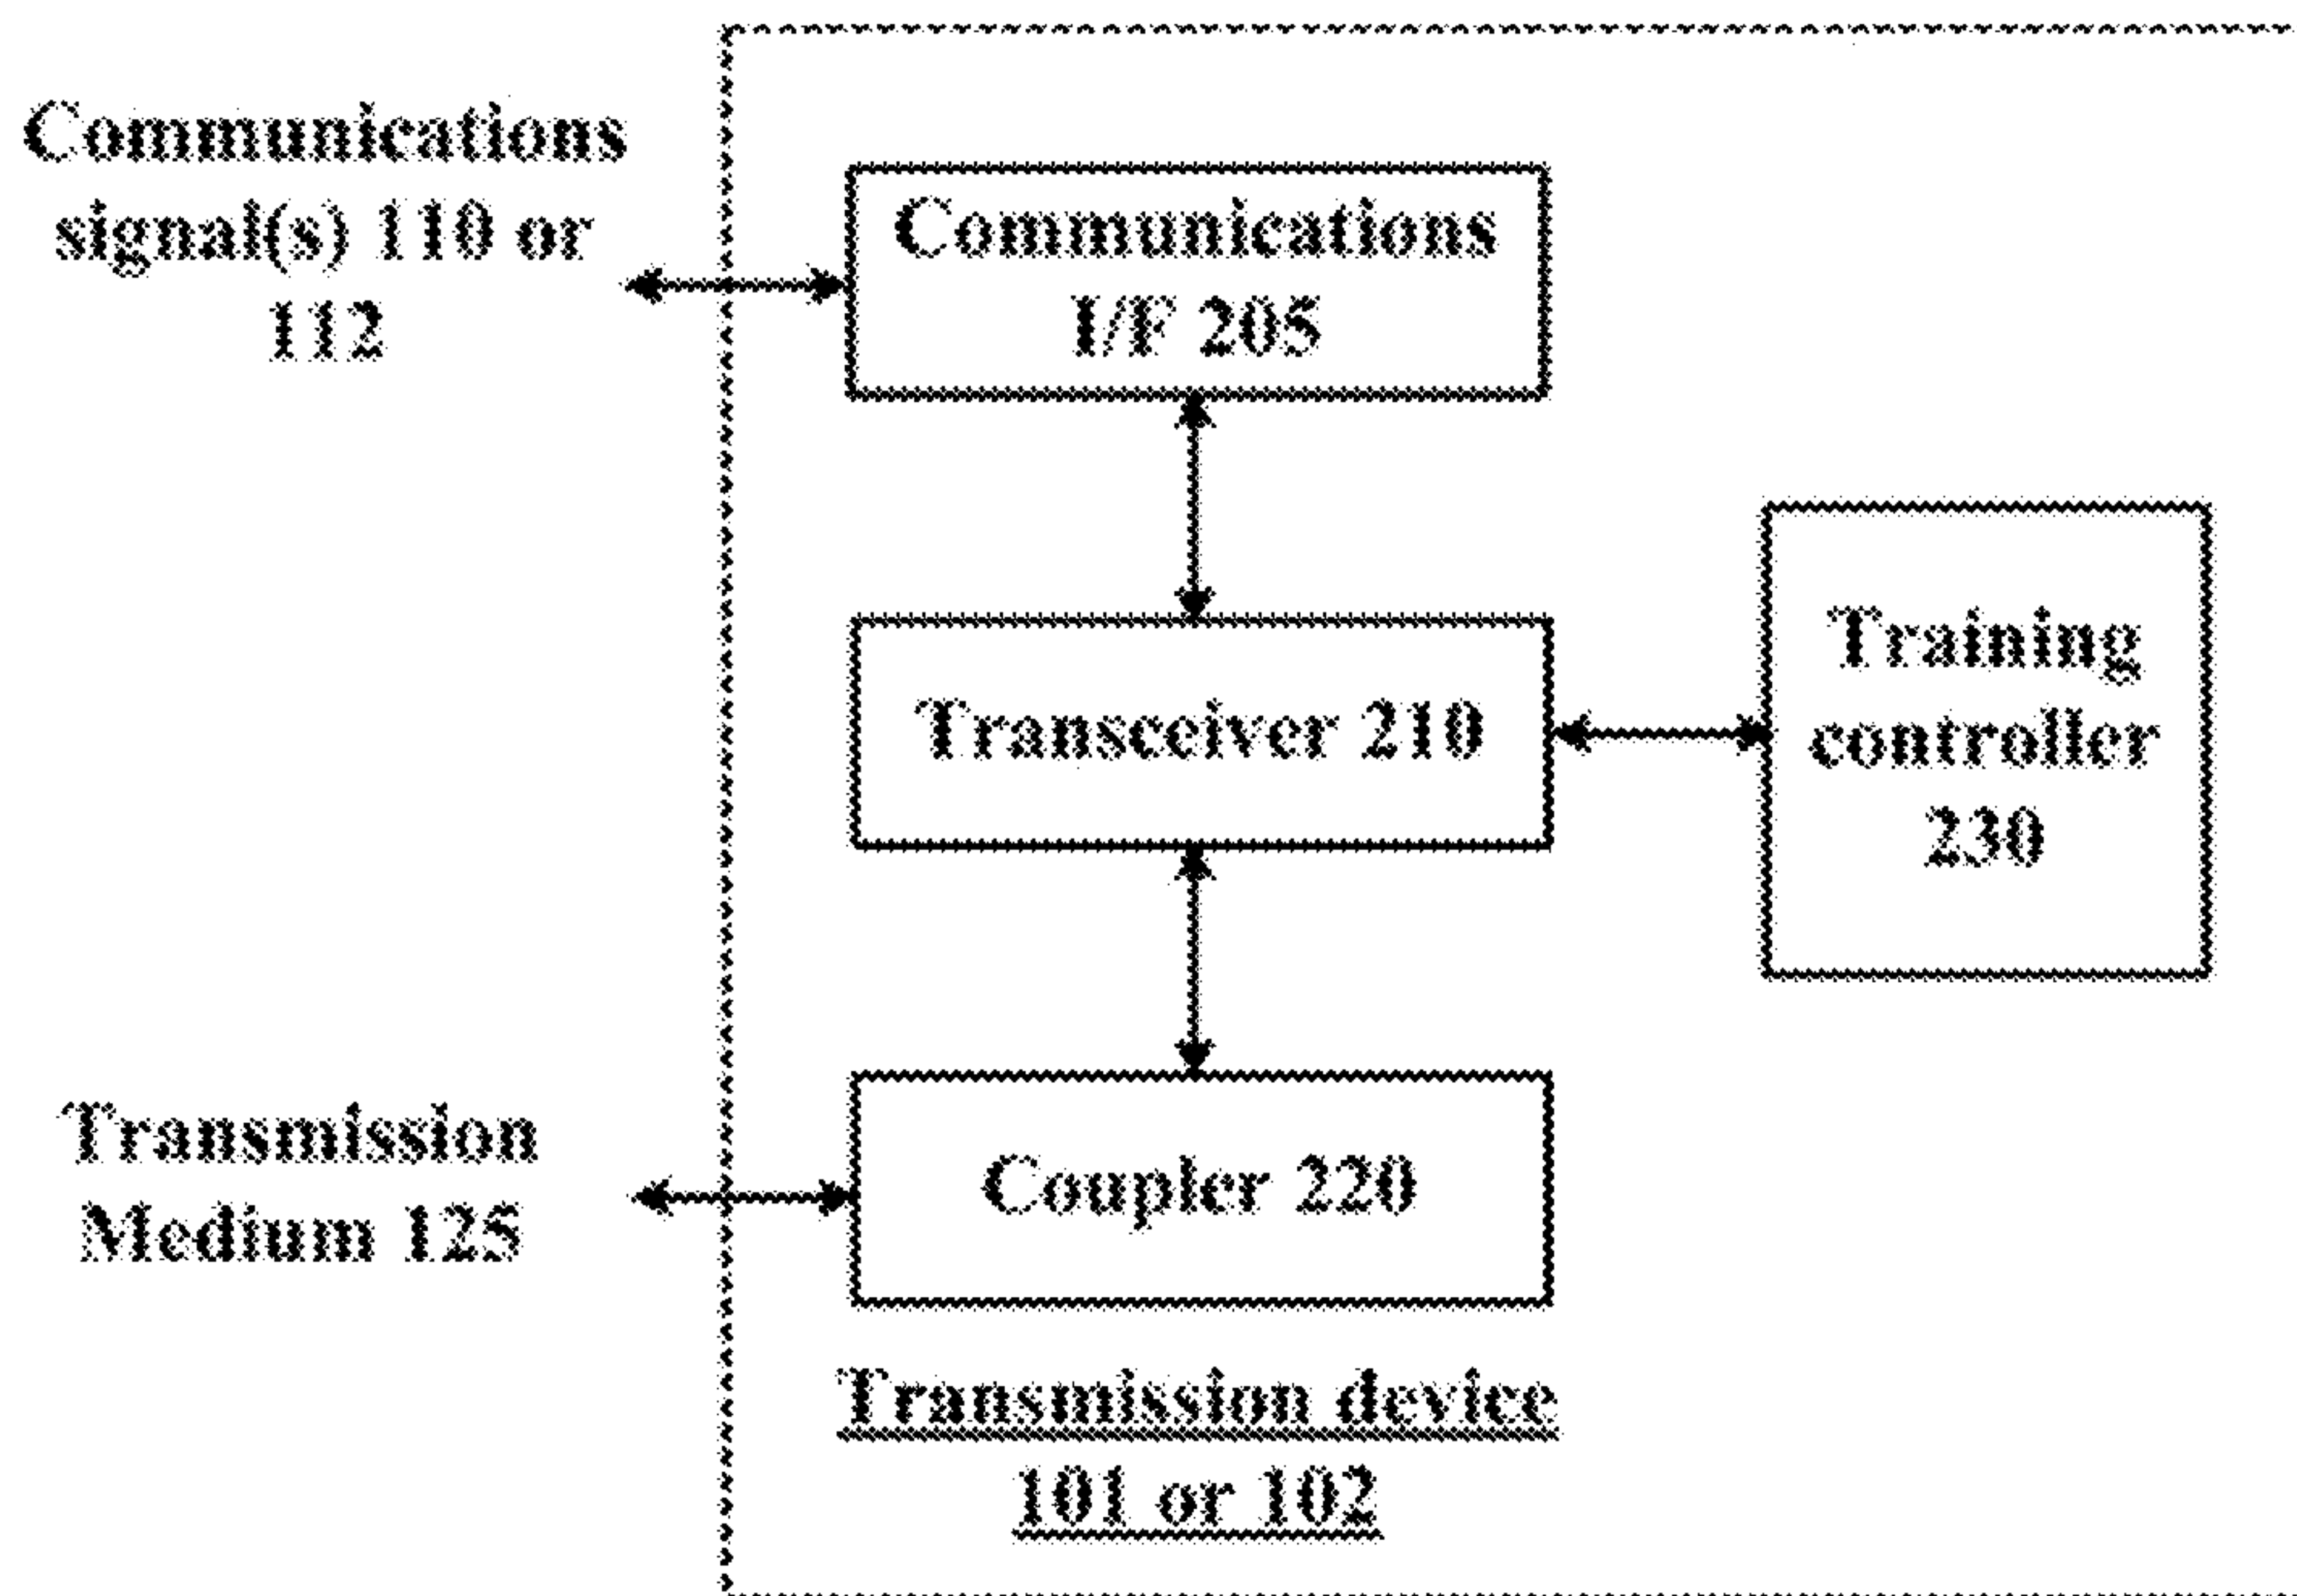 Communications
signal(s) 110 or
112
Communications
I/F 205
Transceiver 210
Training
controller
230
Transmission
Medium 125
Coupler 220
Transmission device
101 or 102